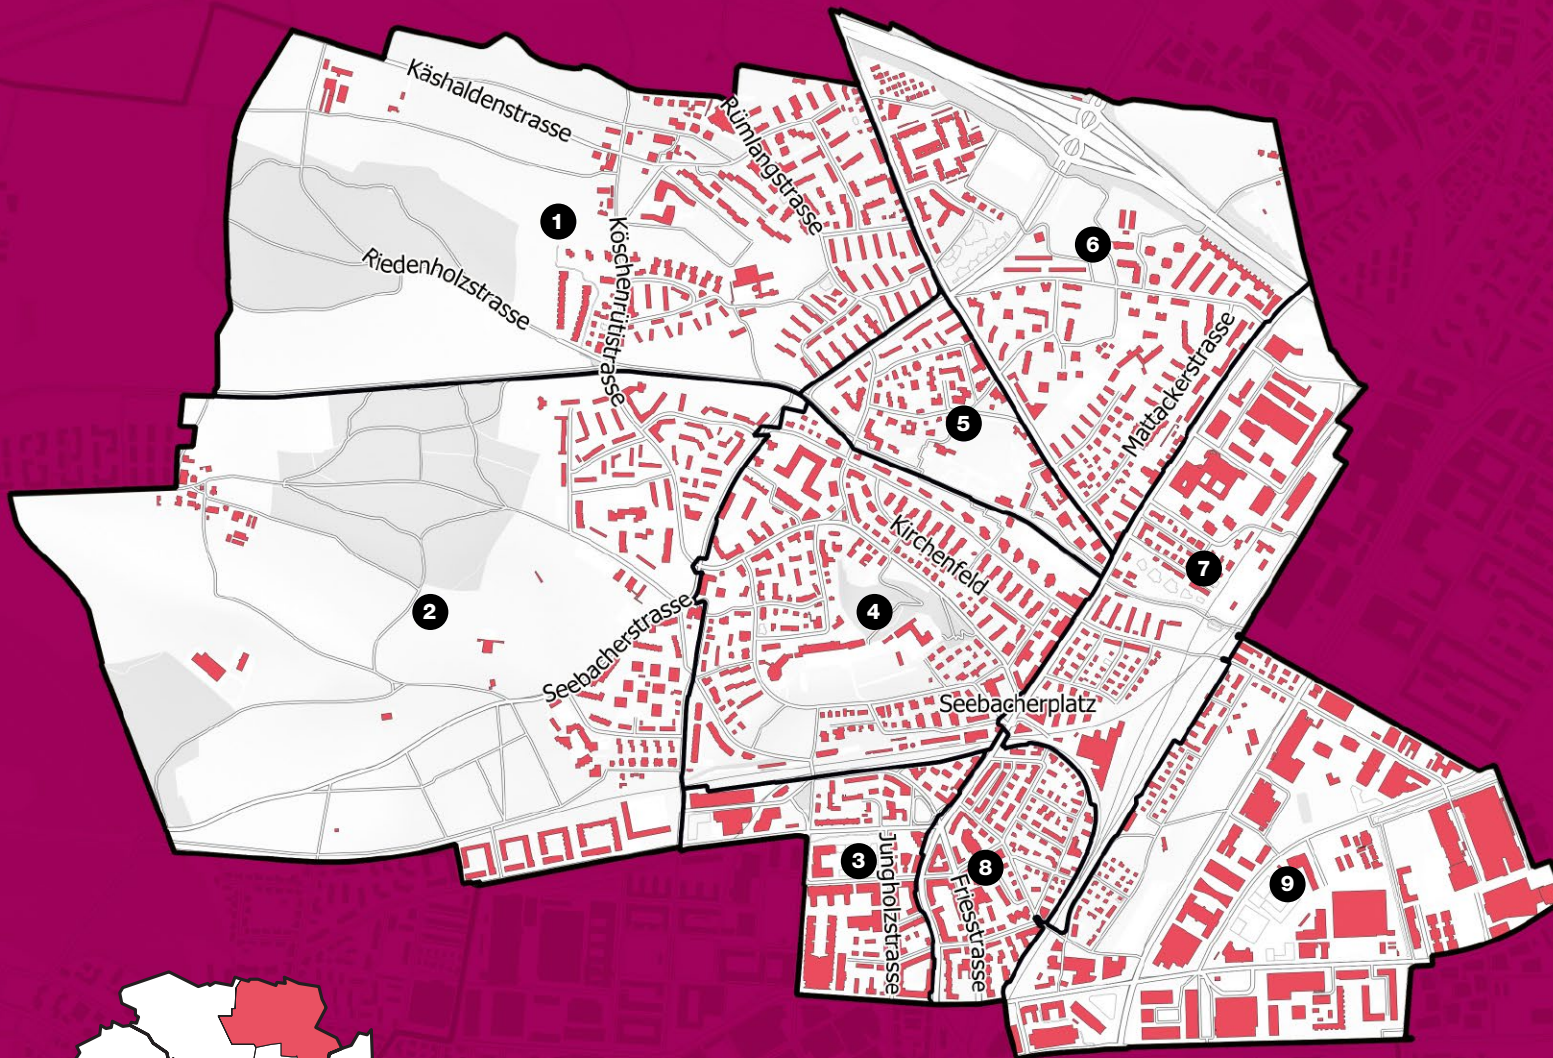 Käshaldenstrasse
Rümlangstrasse
1
Köschenrütistrasse
6
Riedenholzstrasse
Mattackerstrasse
5
Kirchenfeld
7
2
4
Seebacherstrasse
Seebacherplatz
3
Jungholzstrasse
8
Friesstrasse
9